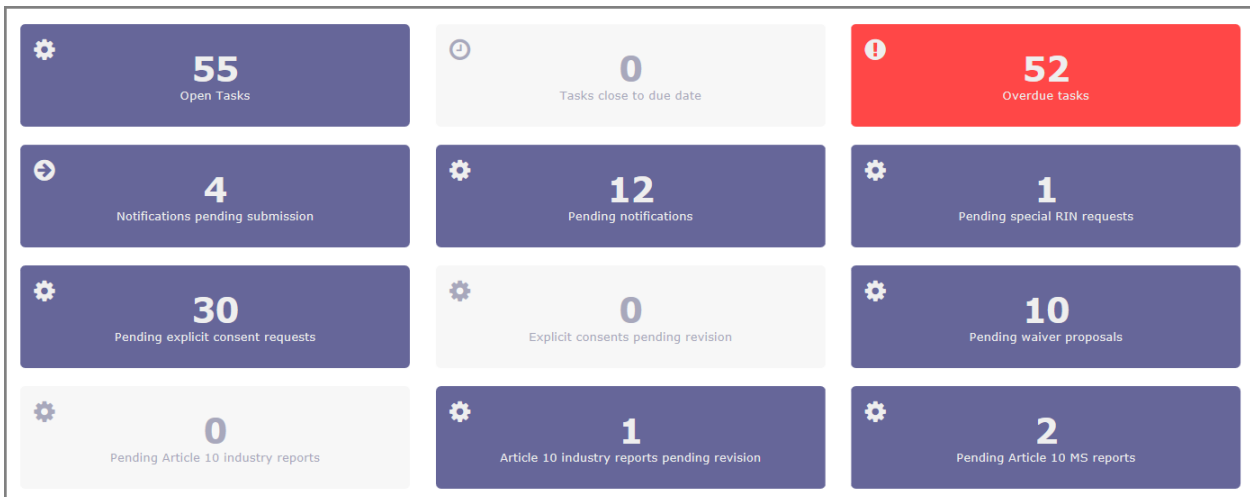 55
Open Tasks
0
Tasks close to due date
52
Overdue tasks
4
Notifications pending submission
12
Pending notifications
1
Pending special RIN requests
30
Pending explicit consent requests
0
Explicit consents pending revision
10
Pending waiver proposals
0
Pending Article 10 industry reports
1
Article 10 industry reports pending revision
2
Pending Article 10 MS reports